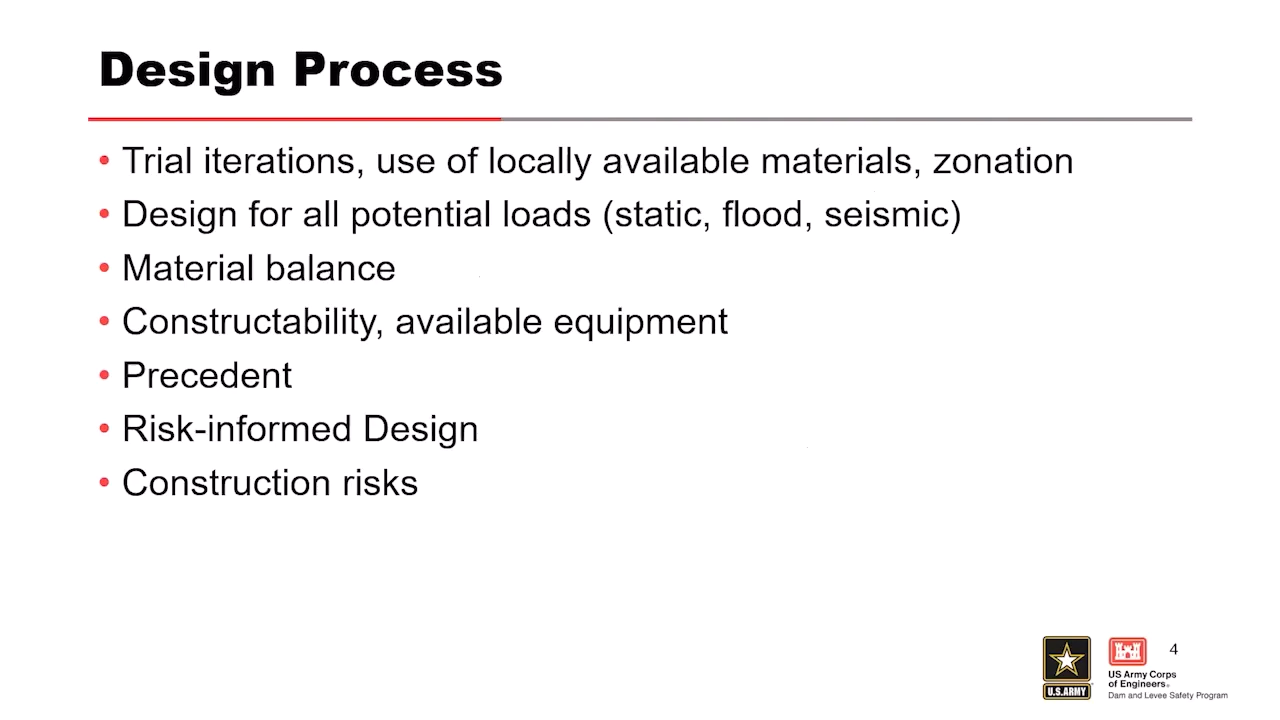 Design Process
• Trial iterations, use of locally available materials, zonation
• Design for all potential loads (static, flood, seismic)
• Material balance
• Constructability, available equipment
• Precedent
• Risk-informed Design
• Construction risks
4
U.S.ARMY
US Army Corps
of Engineers®
Dam and Levee Safety Program